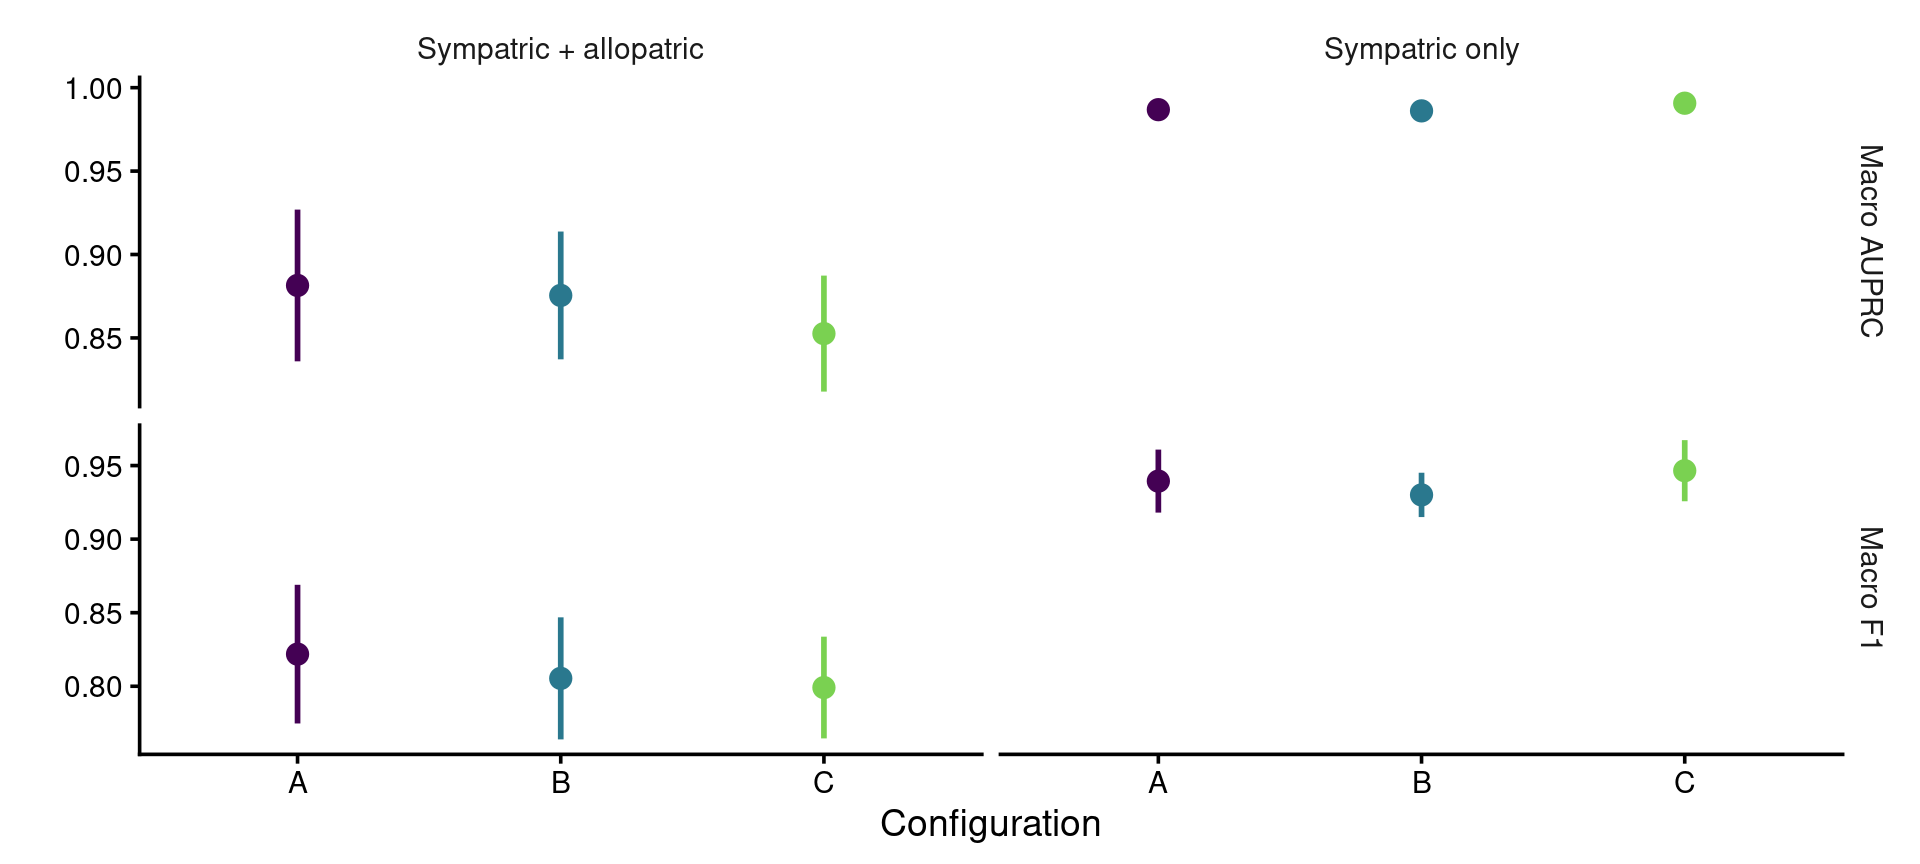 Sympatric + allopatric
Sympatric only
1.00
0.95
0.90
0.85
Macro AUPRC
0.95
0.90
0.85
0.80
Macro F1
A
B
C
A
B
C
Configuration